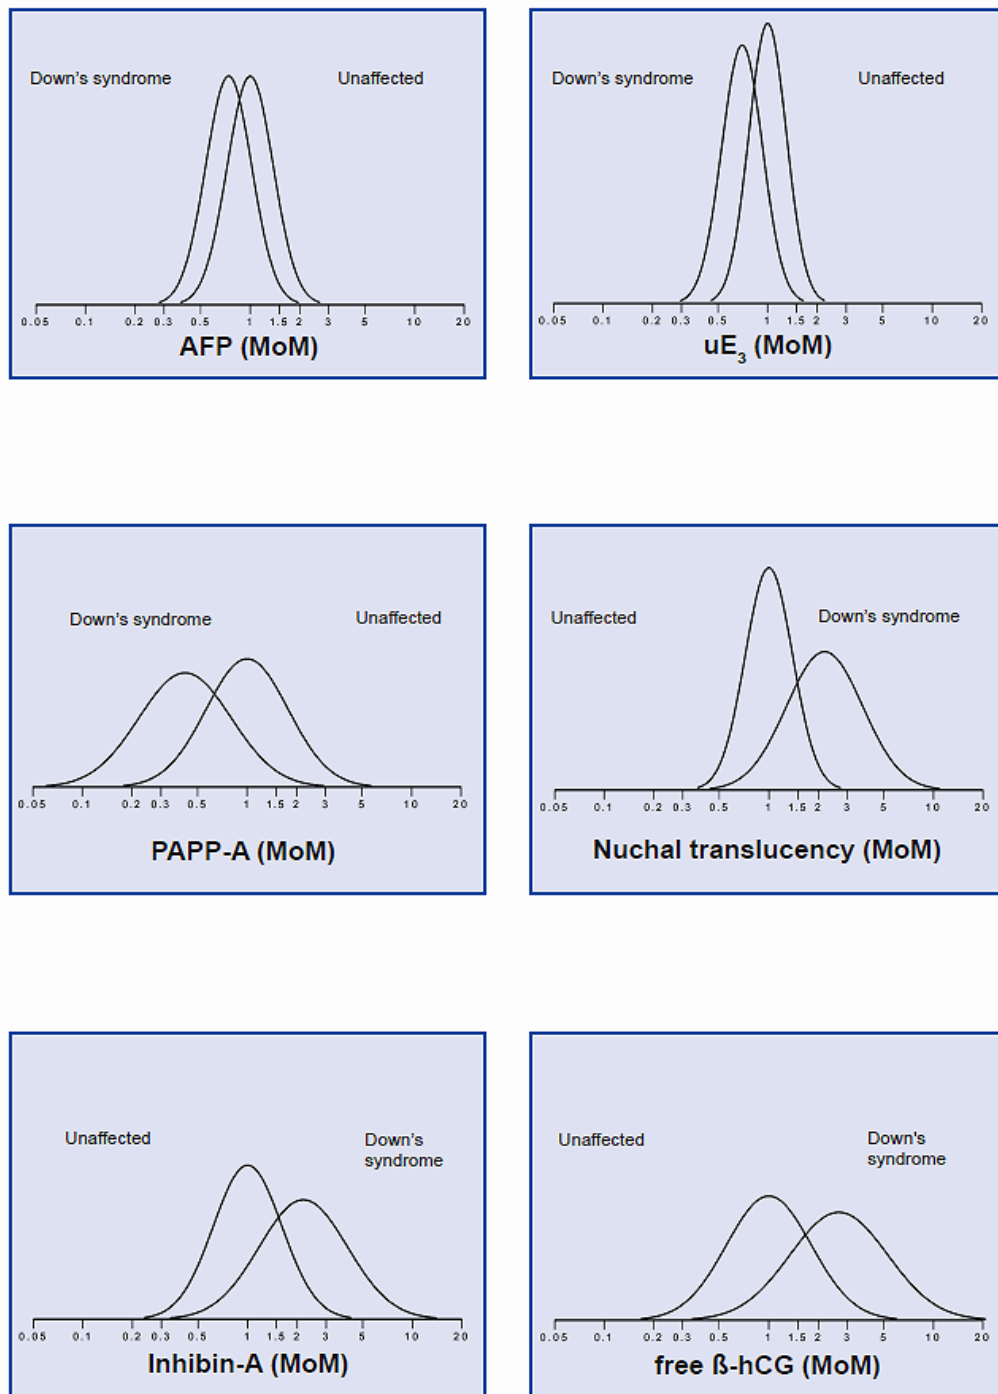 Down's syndrome Unaffected
0.05 0.1 0.2 0.3 0.5 1 1.5 2 3 5 10 20
AFP (MoM)
Down's syndrome Unaffected
0.05 0.1 0.2 0.3 0.5 1 1.5 2 3 5 10 20
uE3 (MoM)
Down's syndrome Unaffected
0.05 0.1 0.2 0.3 0.5 1 1.5 2 3 5 10 20
PAPP-A (MoM)
Unaffected Down's syndrome
0.05 0.1 0.2 0.3 0.5 1 1.5 2 3 5 10 20
Nuchal translucency (MoM)
Unaffected Down's
syndrome
0.05 0.1 0.2 0.3 0.5 1 1.5 2 3 5 10 20
Inhibin-A (MoM)
Unaffected Down's
syndrome
0.05 0.1 0.2 0.3 0.5 1 1.5 2 3 5 10 20
free ß-hCG (MoM)